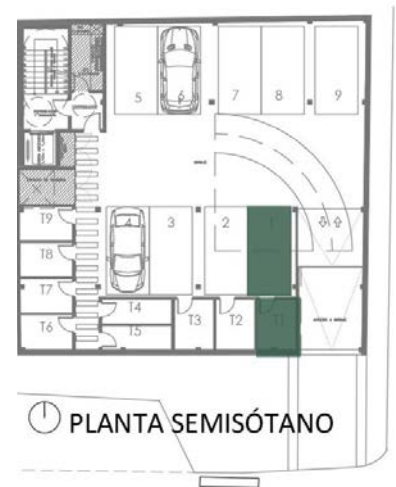 5 6 7 8 9
T9 4 3 2 1
T8
T7 T4
T6 T5 T3 T2 T1
PLANTA SEMISÓTANO